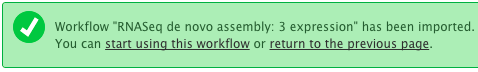 Workflow "RNASeq de novo assembly: 3 expression" has been imported.
You can start using this workflow or return to the previous page.